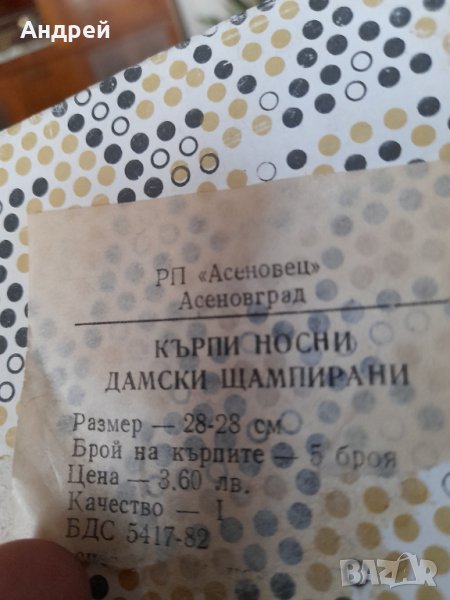 Андрей
РП «Асеновец»
Асеновград
КЪРПИ НОСНИ
ДАМСКИ ЩАМПИРАНИ
Размер — 28-28 см
Брой на кърпите — 5 броя
Цена — 3.60 лв.
Качество — I
БДС 5417-82
BAZAR